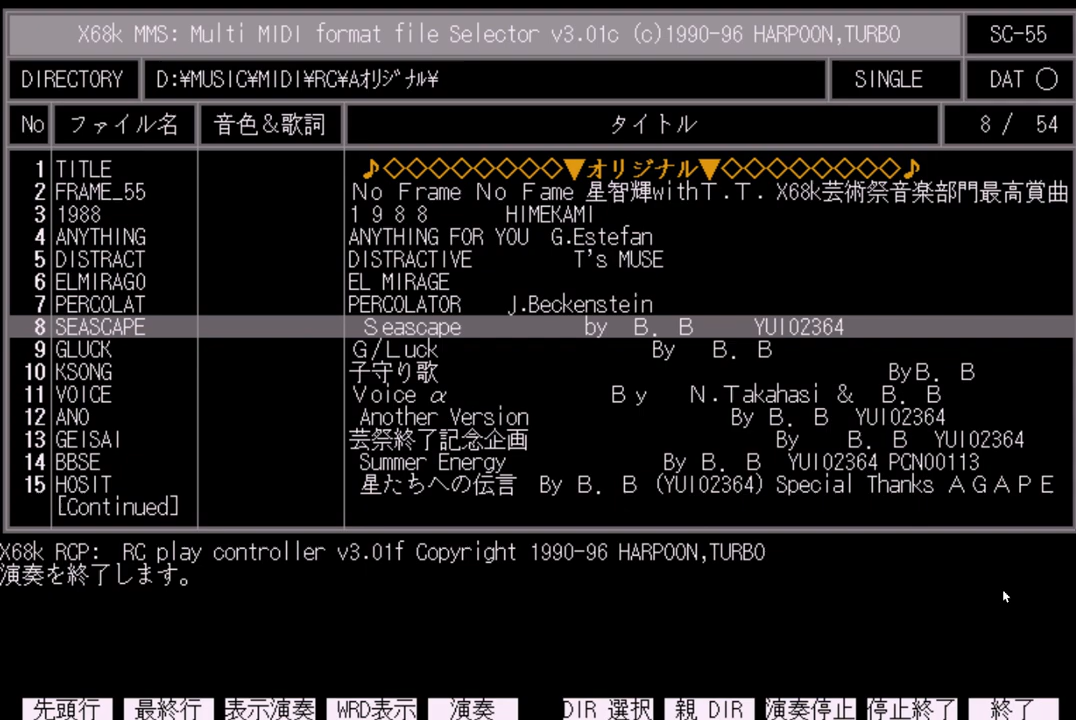 X68k MMS: Multi MIDI format file Selector v3.01c (c)1990-96 HARPOON,TURBO SC-55
DIRECTORY D:¥MUSIC¥MIDI¥RC¥Aｵﾘｼﾞﾅﾙ¥ SINGLE DAT ○
No ファイル名 音色＆歌詞 タイトル 8 / 54
1 TITLE ♪◇◇◇◇◇◇◇◇▼オリジナル▼◇◇◇◇◇◇◇◇♪
2 FRAME_55 No Frame No Fame 星智輝withT.T. X68k芸術祭音楽部門最高賞曲
3 1988 １９８８ HIMEKAMI
4 ANYTHING ANYTHING FOR YOU G.Estefan
5 DISTRACT DISTRACTIVE T's MUSE
6 ELMIRAGO EL MIRAGE
7 PERCOLAT PERCOLATOR J.Beckenstein
8 SEASCAPE Seascape by B. B YUI02364
9 GLUCK G/Luck By B. B
10 KSONG 子守り歌 By B. B
11 VOICE Voice α By N.Takahasi & B. B
12 ANO Another Version By B. B YUI02364
13 GEISAI 芸祭終了記念企画 By B. B YUI02364
14 BBSE Summer Energy By B. B YUI02364 PCN00113
15 HOSIT 星たちへの伝言 By B. B (YUI02364) Special Thanks ＡＧＡＰＥ
[Continued]
X68k RCP: RC play controller v3.01f Copyright 1990-96 HARPOON,TURBO
演奏を終了します。
先頭行 最終行 表示演奏 WRD表示 演奏 DIR 選択 親 DIR 演奏停止 停止終了 終了